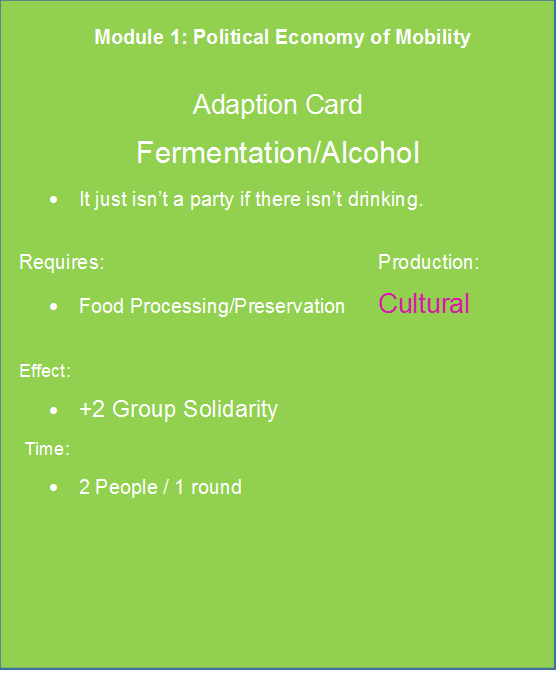 Module 1: Political Economy of Mobility
Adaption Card
Fermentation/Alcohol
• It just isn’t a party if there isn’t drinking.
Requires: Production:
• Food Processing/Preservation Cultural
Effect:
• +2 Group Solidarity
Time:
• 2 People / 1 round